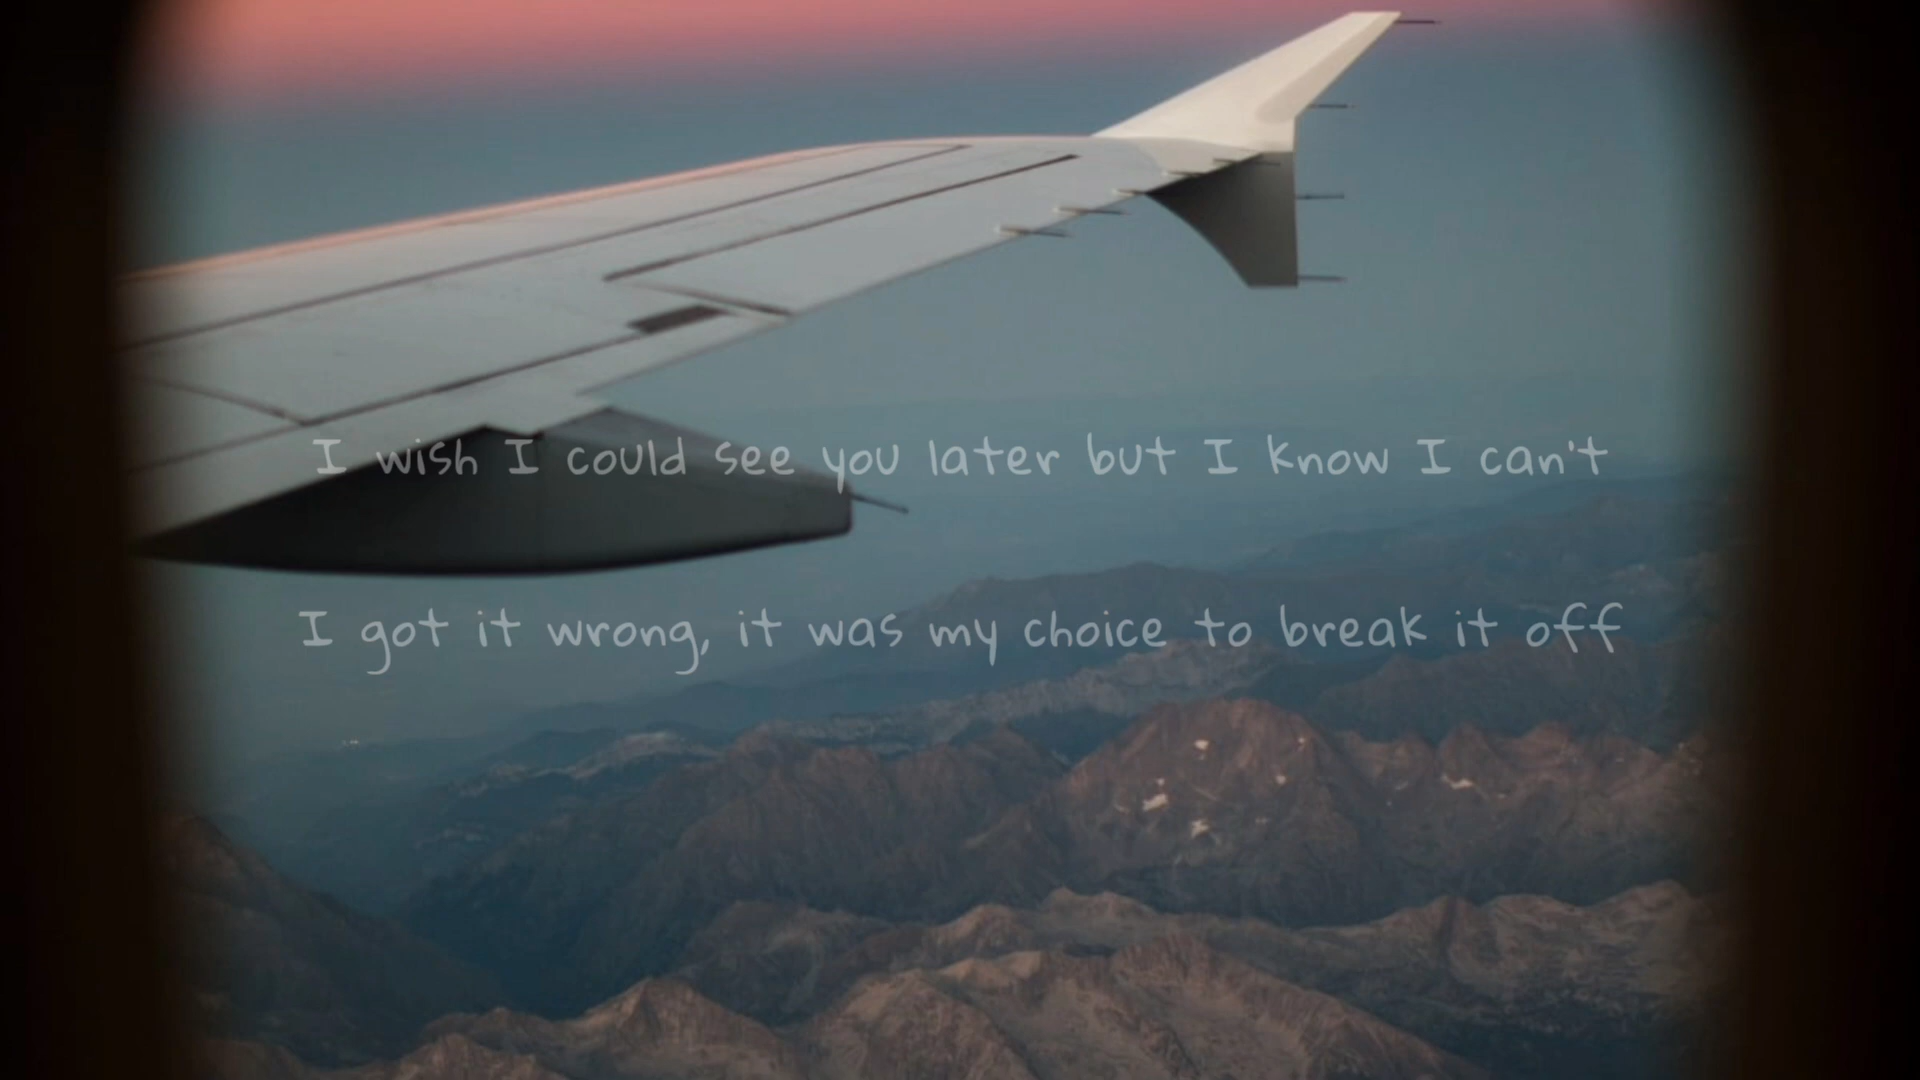 I wish I could see you later but I know I can't
I got it wrong, it was my choice to break it off